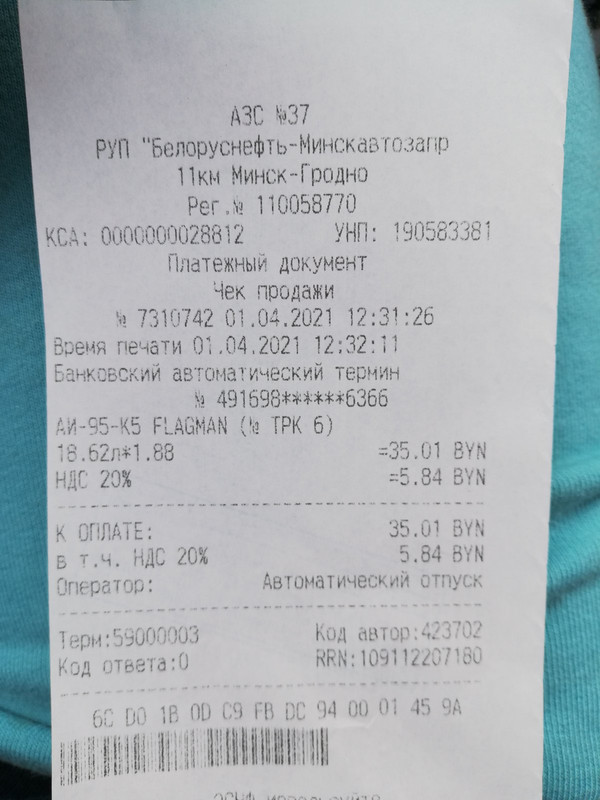 АЗС №37
РУП "Белоруснефть-Минскавтозапр
11км Минск-Гродно
Рег.№ 110058770
КСА: 0000000028812 УНП: 190583381
Платежный документ
Чек продажи
№ 7310742 01.04.2021 12:31:26
Время печати 01.04.2021 12:32:11
Банковский автоматический термин
№ 491698******6366
АИ-95-К5 FLAGMAN (№ ТРК 6)
18.62л*1.88 =35.01 BYN
НДС 20% =5.84 BYN
К ОПЛАТЕ: 35.01 BYN
в т.ч. НДС 20% 5.84 BYN
Оператор: Автоматический отпуск
Терм:59000003 Код автор:423702
Код ответа:0 RRN:109112207180
6C D0 1B 0D C9 FB DC 94 00 01 45 9A